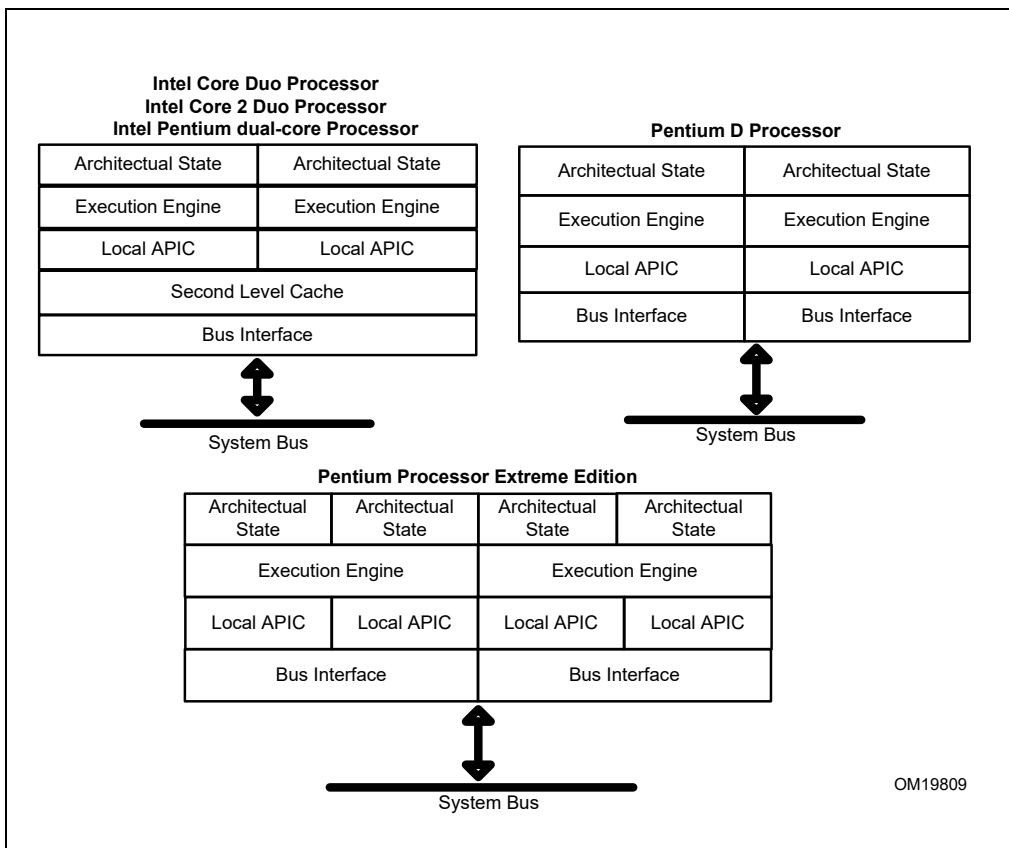 Intel Core Duo Processor
Intel Core 2 Duo Processor
Intel Pentium dual-core Processor
Architectual State Architectual State
Execution Engine Execution Engine
Local APIC Local APIC
Second Level Cache
Bus Interface
System Bus
Pentium D Processor
Architectual State Architectual State
Execution Engine Execution Engine
Local APIC Local APIC
Bus Interface Bus Interface
System Bus
Pentium Processor Extreme Edition
Architectual Architectual Architectual Architectual
State State State State
Execution Engine Execution Engine
Local APIC Local APIC Local APIC Local APIC
Bus Interface Bus Interface
System Bus
OM19809